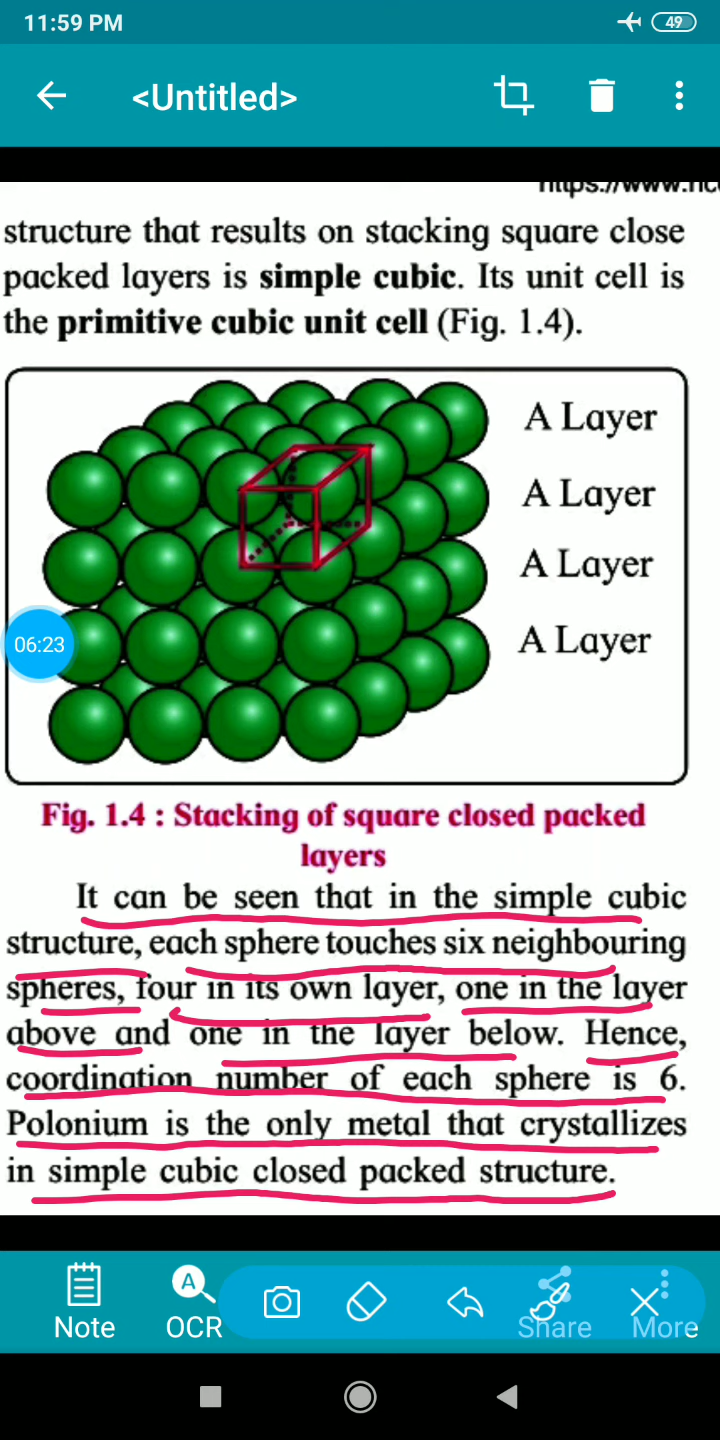 11:59 PM
49
<Untitled>
structure that results on stacking square close
packed layers is simple cubic. Its unit cell is
the primitive cubic unit cell (Fig. 1.4).
A Layer
A Layer
A Layer
A Layer
06:23
Fig. 1.4 : Stacking of square closed packed
layers
It can be seen that in the simple cubic
structure, each sphere touches six neighbouring
spheres, four in its own layer, one in the layer
above and one in the layer below. Hence,
coordination number of each sphere is 6.
Polonium is the only metal that crystallizes
in simple cubic closed packed structure.
A
Note
OCR
Share
More